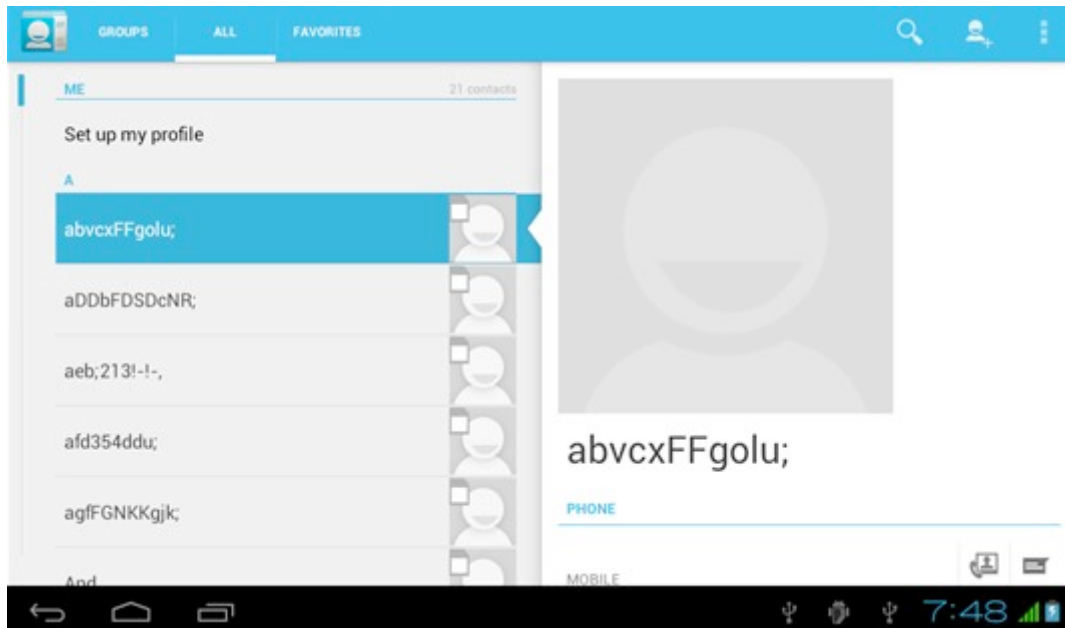 GROUPS ALL FAVORITES
ME 21 contacts
Set up my profile
A
abvcxFFgolu;
aDDbFDSDcNR;
aeb;213!-!-,
afd354ddu;
agfFGNKKgjk;
And
abvcxFFgolu;
PHONE
MOBILE
7:48